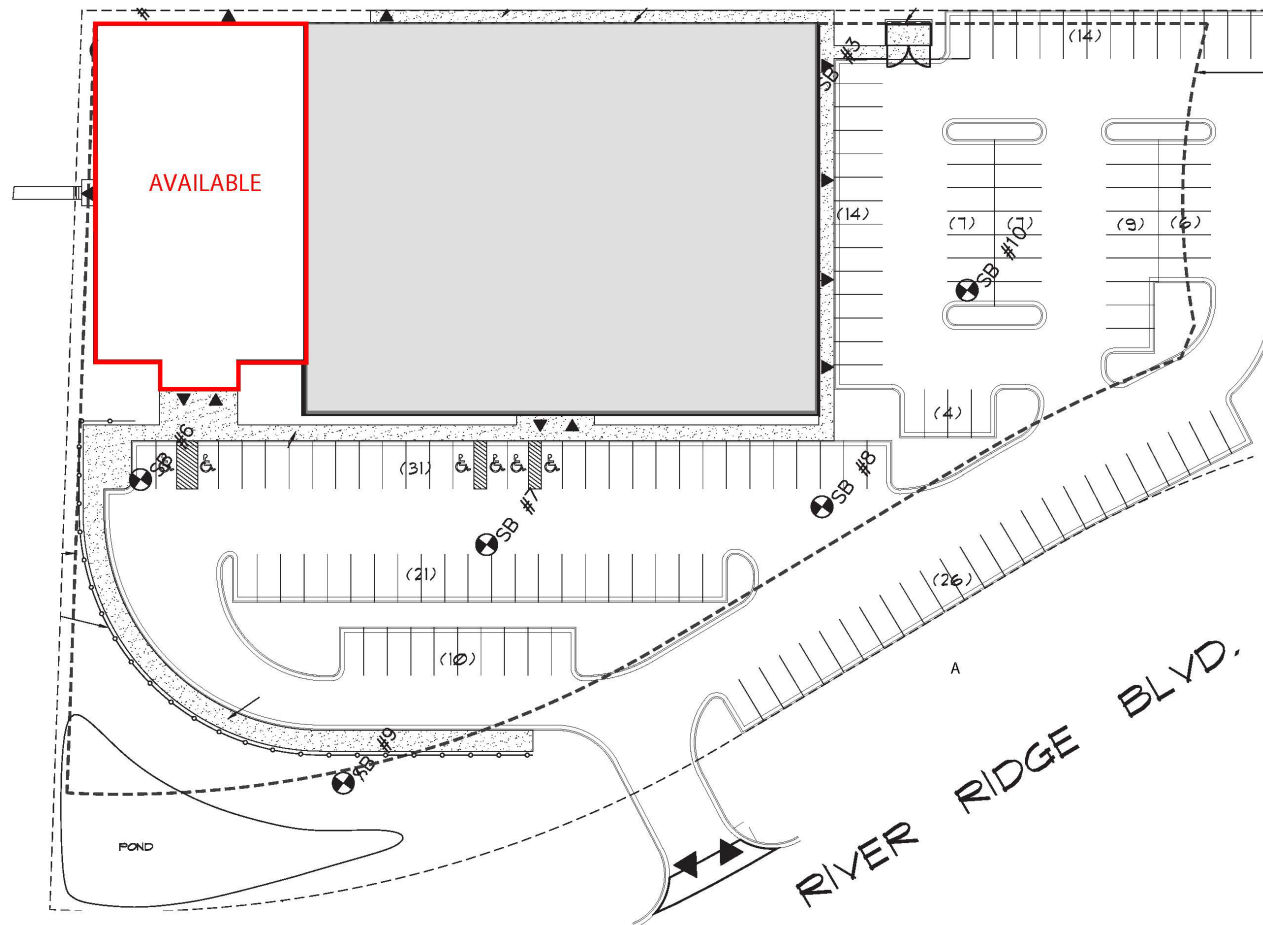 #
SB #3
(14)
AVAILABLE
(14)
(7)
(7)
(9)
(6)
SB #10
(4)
SB #6
(31)
SB #7
SB #8
(21)
(26)
(10)
A
SB #9
POND
RIVER RIDGE BLVD.